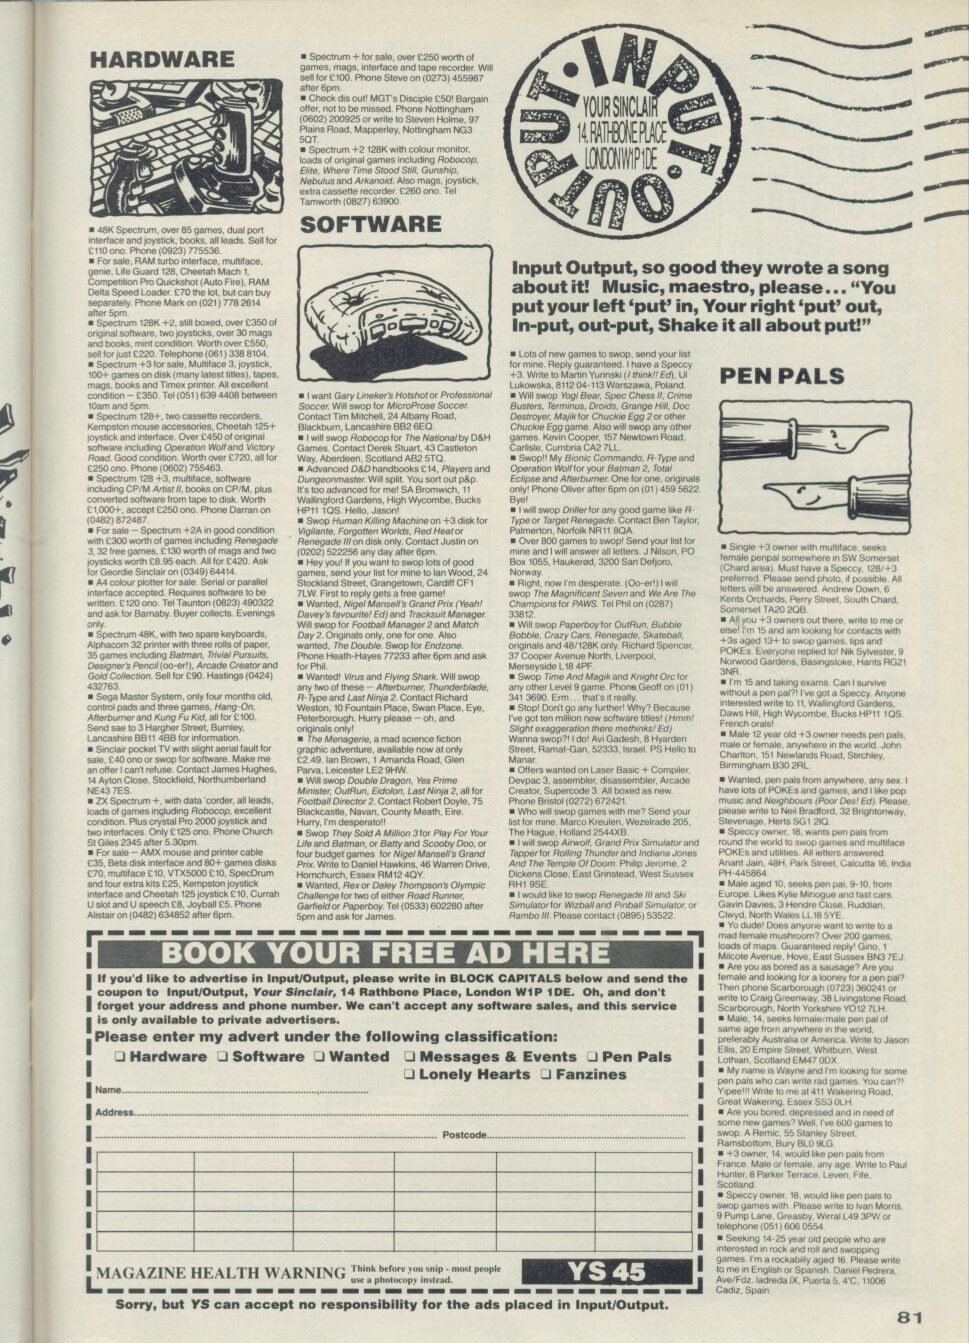 HARDWARE
■ 48K Spectrum, over 85 games, dual port
interface and joystick, books, all leads. Sell for
£110 ono. Phone (0923) 775536.
■ For sale, RAM turbo interface, multiface,
genie, Life Guard 128, Cheetah Mach 1,
Competition Pro Quickshot (Auto Fire), RAM
Delta Speed Loader. £70 the lot, but can buy
separately. Phone Mark on (021) 778 2614
after 5pm.
■ Spectrum 128K +2, still boxed, over £350 of
original software, two joysticks, over 30 mags
and books, mint condition. Worth over £550,
sell for just £220. Telephone (061) 338 8104.
■ Spectrum +3 for sale, Multiface 3, joystick,
100+ games on disk (many latest titles), tapes,
mags, books and Timex printer. All excellent
condition – £350. Tel (051) 639 4408 between
10am and 5pm.
■ Spectrum 128+, two cassette recorders,
Kempston mouse accessories, Cheetah 125+
joystick and interface. Over £450 of original
software including Operation Wolf and Victory
Road. Good condition. Worth over £720, all for
£250 ono. Phone (0602) 755463.
■ Spectrum 128 +3, multiface, software
including CP/M Artist II, books on CP/M, plus
converted software from tape to disk. Worth
£1,000+, accept £250 ono. Phone Darran on
(0482) 872487.
■ For sale – Spectrum +2A in good condition
with £300 worth of games including Renegade
3, 32 free games, £130 worth of mags and two
joysticks worth £8.95 each. All for £420. Ask
for Geordie Sinclair on (0349) 64414.
■ A4 colour plotter for sale. Serial or parallel
interface accepted. Requires software to be
written. £120 ono. Tel Taunton (0823) 490322
and ask for Barnaby. Buyer collects. Evenings
only.
■ Spectrum 48K, with two spare keyboards,
Alphacom 32 printer with three rolls of paper,
35 games including Batman, Trivial Pursuits,
Designer's Pencil (oo-er!), Arcade Creator and
Gold Collection. Sell for £90. Hastings (0424)
432763.
■ Sega Master System, only four months old,
control pads and three games, Hang-On,
Afterburner and Kung Fu Kid, all for £100.
Send sae to 3 Hargher Street, Burnley,
Lancashire BB11 4BB for information.
■ Sinclair pocket TV with slight aerial fault for
sale, £40 ono or swop for software. Make me
an offer I can't refuse. Contact James Hughes,
14 Ayton Close, Stockfield, Northumberland
NE43 7ES.
■ ZX Spectrum +, with data 'corder, all leads,
loads of games including Robocop, excellent
condition. Plus crystal Pro 2000 joystick and
two interfaces. Only £125 ono. Phone Church
St Giles 2345 after 5.30pm.
■ For sale – AMX mouse and printer cable
£35, Beta disk interface and 80+ games disks
£70, multiface £10, VTX5000 £10, SpecDrum
and four extra kits £25, Kempston joystick
interface and Cheetah 125 joystick £10, Currah
U slot and U speech £8, Joyball £5. Phone
Alistair on (0482) 634852 after 6pm.
■ Spectrum + for sale, over £250 worth of
games, mags, interface and tape recorder. Will
sell for £100. Phone Steve on (0273) 455987
after 6pm.
■ Check dis out! MGT's Disciple £50! Bargain
offer, not to be missed. Phone Nottingham
(0602) 200925 or write to Steven Holme, 97
Plains Road, Mapperley, Nottingham NG3
5QT.
■ Spectrum +2 128K with colour monitor,
loads of original games including Robocop,
Elite, Where Time Stood Still, Gunship,
Nebulus and Arkanoid. Also mags, joystick,
extra cassette recorder. £260 ono. Tel
Tamworth (0827) 63900.
SOFTWARE
■ I want Gary Lineker's Hotshot or Professional
Soccer. Will swop for MicroProse Soccer.
Contact Tim Mitchell, 24 Albany Road,
Blackburn, Lancashire BB2 6EQ.
■ I will swop Robocop for The National by D&H
Games. Contact Derek Stuart, 43 Castleton
Way, Aberdeen, Scotland AB2 5TQ.
■ Advanced D&D handbooks £14, Players and
Dungeonmaster. Will split. You sort out p&p.
It's too advanced for me! SA Bromwich, 11
Wallingford Gardens, High Wycombe, Bucks
HP11 1QS. Hello, Jason!
■ Swop Human Killing Machine on +3 disk for
Vigilante, Forgotten Worlds, Red Heat or
Renegade III on disk only. Contact Justin on
(0202) 522256 any day after 6pm.
■ Hey you! If you want to swop lots of good
games, send your list for mine to Ian Wood, 24
Stockland Street, Grangetown, Cardiff CF1
7LW. First to reply gets a free game!
■ Wanted, Nigel Mansell's Grand Prix (Yeah!
Davey's favourite! Ed) and Tracksuit Manager.
Will swop for Football Manager 2 and Match
Day 2. Originals only, one for one. Also
wanted, The Double. Swop for Endzone.
Phone Heath-Hayes 77233 after 6pm and ask
for Phil.
■ Wanted! Virus and Flying Shark. Will swop
any two of these – Afterburner, Thunderblade,
R-Type and Last Ninja 2. Contact Richard
Weston, 10 Fountain Place, Swan Place, Eye,
Peterborough. Hurry please – oh, and
originals only!
■ The Menagerie, a mad science fiction
graphic adventure, available now at only
£2.49. Ian Brown, 1 Amanda Road, Glen
Parva, Leicester LE2 9HW.
■ Will swop Double Dragon, Yes Prime
Minister, OutRun, Eidolon, Last Ninja 2, all for
Football Director 2. Contact Robert Doyle, 75
Blackcastle, Navan, County Meath, Eire.
Hurry, I'm desperato!!
■ Swop They Sold A Million 3 for Play For Your
Life and Batman, or Batty and Scooby Doo, or
four budget games for Nigel Mansell's Grand
Prix. Write to Daniel Hawkins, 46 Warren Drive,
Hornchurch, Essex RM12 4QY.
■ Wanted, Rex or Daley Thompson's Olympic
Challenge for two of either Road Runner,
Garfield or Paperboy. Tel (0533) 602280 after
5pm and ask for James.
INPUT • OUTPUT •
YOUR SINCLAIR
14, RATHBONE PLACE
LONDON W1P 1DE
Input Output, so good they wrote a song
about it! Music, maestro, please... "You
put your left 'put' in, Your right 'put' out,
In-put, out-put, Shake it all about put!"
■ Lots of new games to swop, send your list
for mine. Reply guaranteed. I have a Speccy
+3. Write to Martin Yurinski (I think!! Ed), Ul
Lukowska, 8112 04-113 Warszawa, Poland.
■ Will swop Yogi Bear, Spec Chess II, Crime
Busters, Terminus, Druids, Grange Hill, Doc
Destroyer, Majik for Chuckie Egg 2 or other
Chuckie Egg game. Also will swop any other
games. Kevin Cooper, 157 Newtown Road,
Carlisle, Cumbria CA2 7LL.
■ Swop!! My Bionic Commando, R-Type and
Operation Wolf for your Batman 2, Total
Eclipse and Afterburner. One for one, originals
only! Phone Oliver after 6pm on (01) 459 5622.
Bye!
■ I will swop Driller for any good game like R-
Type or Target Renegade. Contact Ben Taylor,
Palmerton, Norfolk NR11 8QA.
■ Over 800 games to swop! Send your list for
mine and I will answer all letters. J Nilson, PO
Box 1055, Haukerød, 3200 San Defjoro,
Norway.
■ Right, now I'm desperate. (Oo-er!) I will
swop The Magnificent Seven and We Are The
Champions for PAWS. Tel Phil on (0287)
33812.
■ Will swop Paperboy for OutRun, Bubble
Bobble, Crazy Cars, Renegade, Skateball,
originals and 48/128K only. Richard Spencer,
37 Cooper Avenue North, Liverpool,
Merseyside L18 4PF.
■ Swop Time And Magik and Knight Orc for
any other Level 9 game. Phone Geoff on (01)
341 3690. Erm... that's it really.
■ Stop! Don't go any further! Why? Because
I've got ten million new software titles! (Hmm!
Slight exaggeration there methinks! Ed)
Wanna swop?! I do! Avi Gadesh, 8 Hyarden
Street, Ramat-Gan, 52333, Israel. PS Hello to
Manar.
■ Offers wanted on Laser Basic + Compiler,
Devpac 3, assembler, disassembler, Arcade
Creator, Supercode 3. All boxed as new.
Phone Bristol (0272) 672421.
■ Who will swop games with me? Send your
list for mine. Marco Kreulen, Wezelrade 205,
The Hague, Holland 2544XB.
■ I will swop Airwolf, Grand Prix Simulator and
Tapper for Rolling Thunder and Indiana Jones
And The Temple Of Doom. Philip Jerome, 2
Dickens Close, East Grinstead, West Sussex
RH1 9SE.
■ I would like to swop Renegade III and Ski
Simulator for Wizball and Pinball Simulator, or
Rambo III. Please contact (0895) 53522.
PEN PALS
■ Single +3 owner with multiface, seeks
female penpal somewhere in SW Somerset
(Chard area). Must have a Speccy, 128/+3
preferred. Please send photo, if possible. All
letters will be answered. Andrew Down, 6
Kents Orchards, Perry Street, South Chard,
Somerset TA20 2QB.
■ All you +3 owners out there, write to me or
else! I'm 15 and am looking for contacts with
+3s aged 13+ to swop games, tips and
POKEs. Everyone replied to! Nik Sylvester, 9
Norwood Gardens, Basingstoke, Hants RG21
3NR.
■ I'm 15 and taking exams. Can I survive
without a pen pal?! I've got a Speccy. Anyone
interested write to 11, Wallingford Gardens,
Daws Hill, High Wycombe, Bucks HP11 1QS.
French orals!
■ Male 12 year old +3 owner needs pen pals,
male or female, anywhere in the world. John
Charlton, 151 Newlands Road, Stirchley,
Birmingham B30 2RL.
■ Wanted, pen pals from anywhere, any sex. I
have lots of POKEs and games, and I like pop
music and Neighbours (Poor Des! Ed). Please,
please write to Neil Bradford, 32 Brightonway,
Stevenage, Herts SG1 2IQ.
■ Speccy owner, 18, wants pen pals from
round the world to swop games and multiface
POKEs and utilities. All letters answered.
Anant Jain, 48H, Park Street, Calcutta 16, India
PH-445864.
■ Male aged 10, seeks pen pal, 9-10, from
Europe. Likes Kylie Minogue and fast cars.
Gavin Davies, 3 Hendre Close, Ruddian,
Clwyd, North Wales LL18 5YE.
■ Yo dude! Does anyone want to write to a
mad female mushroom? Over 200 games,
loads of maps. Guaranteed reply! Gino, 1
Milcote Avenue, Hove, East Sussex BN3 7EJ.
■ Are you as bored as a sausage? Are you
female and looking for a looney for a pen pal?
Then phone Scarborough (0723) 360241 or
write to Craig Greenway, 38 Livingstone Road,
Scarborough, North Yorkshire YO12 7LH.
■ Male, 14, seeks female/male pen pal of
same age from anywhere in the world,
preferably Australia or America. Write to Jason
Ellis, 20 Empire Street, Whitburn, West
Lothian, Scotland EM47 0DX.
■ My name is Wayne and I'm looking for some
pen pals who can write rad games. You can?!
Yipee!!! Write to me at 411 Wakering Road,
Great Wakering, Essex SS3 0LH.
■ Are you bored, depressed and in need of
some new games? Well, I've 600 games to
swop. A Remic, 55 Stanley Street,
Ramsbottom, Bury BL0 9LG.
■ +3 owner, 14, would like pen pals from
France. Male or female, any age. Write to Paul
Hunter, 8 Parker Terrace, Leven, Fife,
Scotland.
■ Speccy owner, 18, would like pen pals to
swop games with. Please write to Ivan Morris,
9 Pump Lane, Greasby, Wirral L49 3PW or
telephone (051) 606 0554.
■ Seeking 14-25 year old people who are
interested in rock and roll and swopping
games. I'm a rockabilly aged 16. Please write
to me in English or Spanish. Daniel Pedrera,
Ave/Fdz. ladreda IX, Puerta 5, 4'C, 11006
Cadiz, Spain.
BOOK YOUR FREE AD HERE
If you'd like to advertise in Input/Output, please write in BLOCK CAPITALS below and send the
coupon to Input/Output, Your Sinclair, 14 Rathbone Place, London W1P 1DE. Oh, and don't
forget your address and phone number. We can't accept any software sales, and this service
is only available to private advertisers.
Please enter my advert under the following classification:
❏ Hardware ❏ Software ❏ Wanted ❏ Messages & Events ❏ Pen Pals
❏ Lonely Hearts ❏ Fanzines
Name
Address
Postcode
MAGAZINE HEALTH WARNING Think before you snip - most people
use a photocopy instead.
YS 45
Sorry, but YS can accept no responsibility for the ads placed in Input/Output.
81